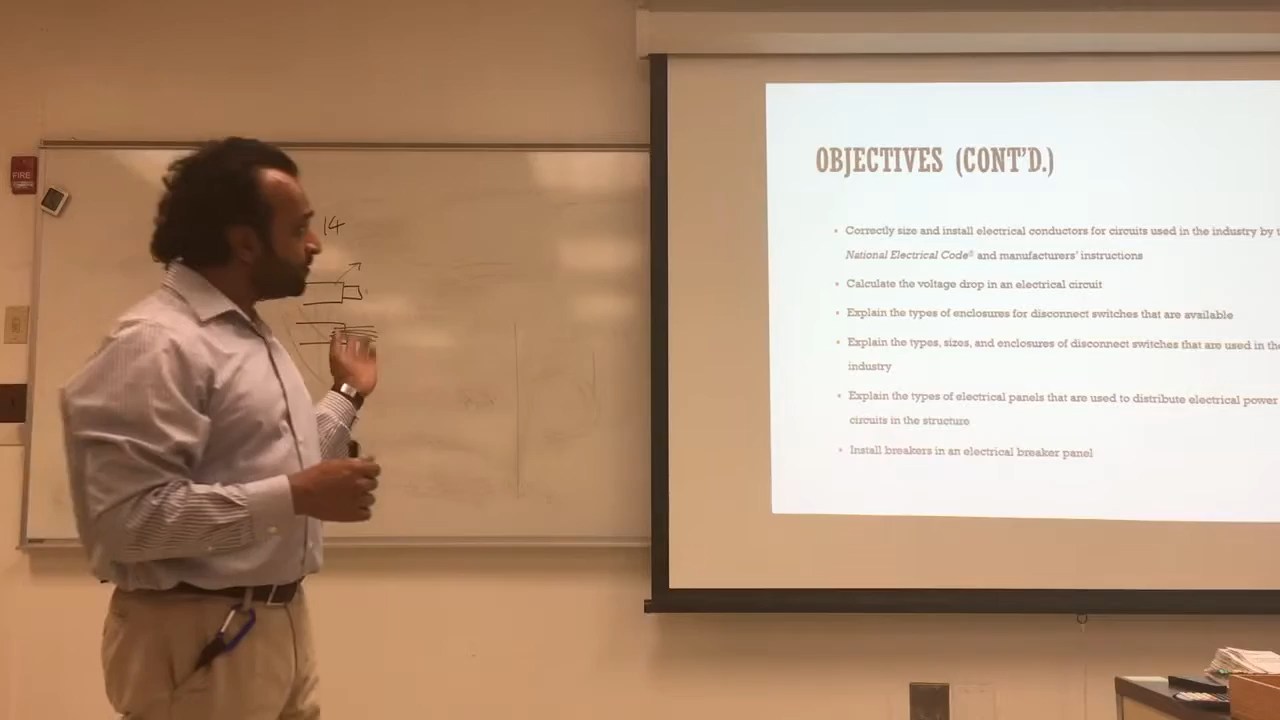 FIRE
14
OBJECTIVES (CONT'D.)
• Correctly size and install electrical conductors for circuits used in the industry by
National Electrical Code® and manufacturers' instructions
• Calculate the voltage drop in an electrical circuit
• Explain the types of enclosures for disconnect switches that are available
• Explain the types, sizes, and enclosures of disconnect switches that are used in the
industry
• Explain the types of electrical panels that are used to distribute electrical power
circuits in the structure
• Install breakers in an electrical breaker panel